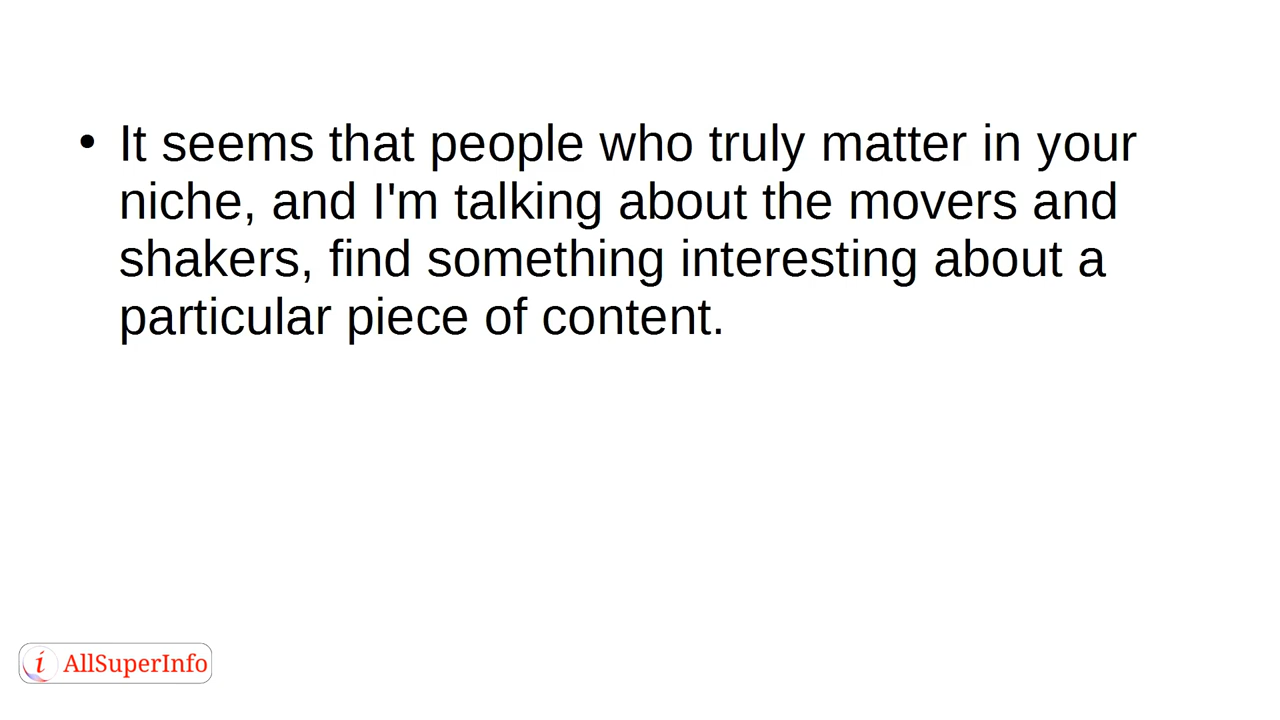 • It seems that people who truly matter in your
niche, and I'm talking about the movers and
shakers, find something interesting about a
particular piece of content.
i AllSuperInfo